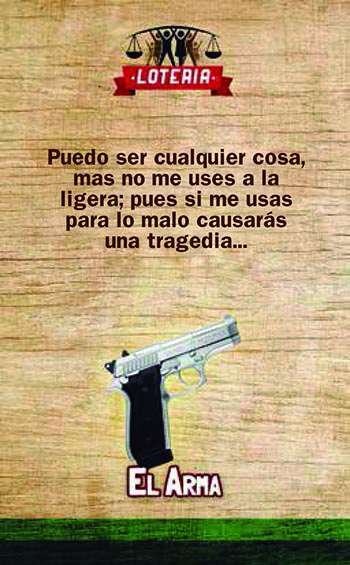 LOTERIA
Puedo ser cualquier cosa,
mas no me uses a la
ligera; pues si me usas
para lo malo causarás
una tragedia...
EL ARMA